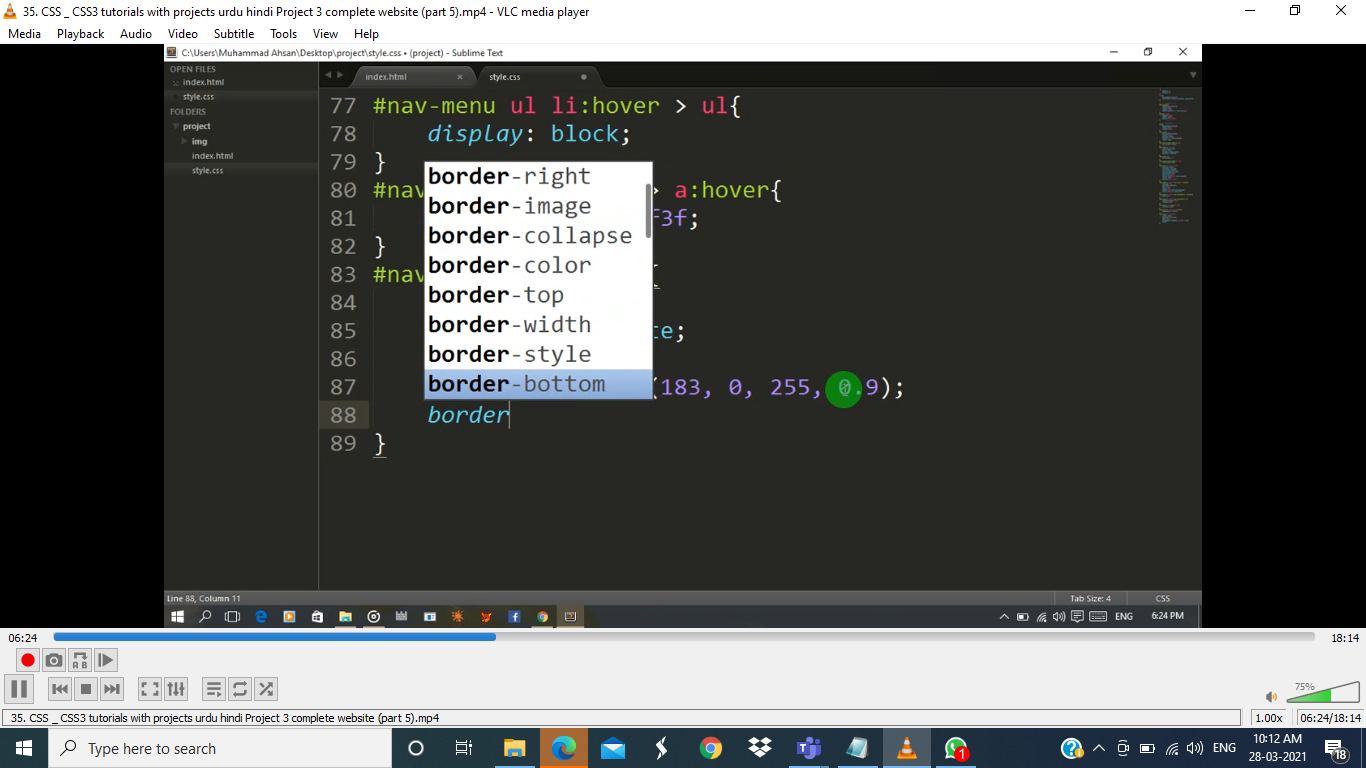 35. CSS _ CSS3 tutorials with projects urdu hindi Project 3 complete website (part 5).mp4 - VLC media player
Media Playback Audio Video Subtitle Tools View Help
C:\Users\Muhammad Ahsan\Desktop\project\style.css • (project) - Sublime Text
OPEN FILES
index.html
style.css
FOLDERS
project
img
index.html
style.css
index.html
style.css
77 #nav-menu ul li:hover > ul{
78 display: block;
79 }
80 #nav > a:hover{
81 f3f;
82 }
83 #nav {
84
85 te;
86
87 (183, 0, 255, 0.9);
88 border
89 }
border-right
border-image
border-collapse
border-color
border-top
border-width
border-style
border-bottom
Line 88, Column 11
Tab Size: 4
CSS
ENG
6:24 PM
06:24
18:14
75%
35. CSS _ CSS3 tutorials with projects urdu hindi Project 3 complete website (part 5).mp4
1.00x
06:24/18:14
Type here to search
1
ENG
10:12 AM
28-03-2021
18